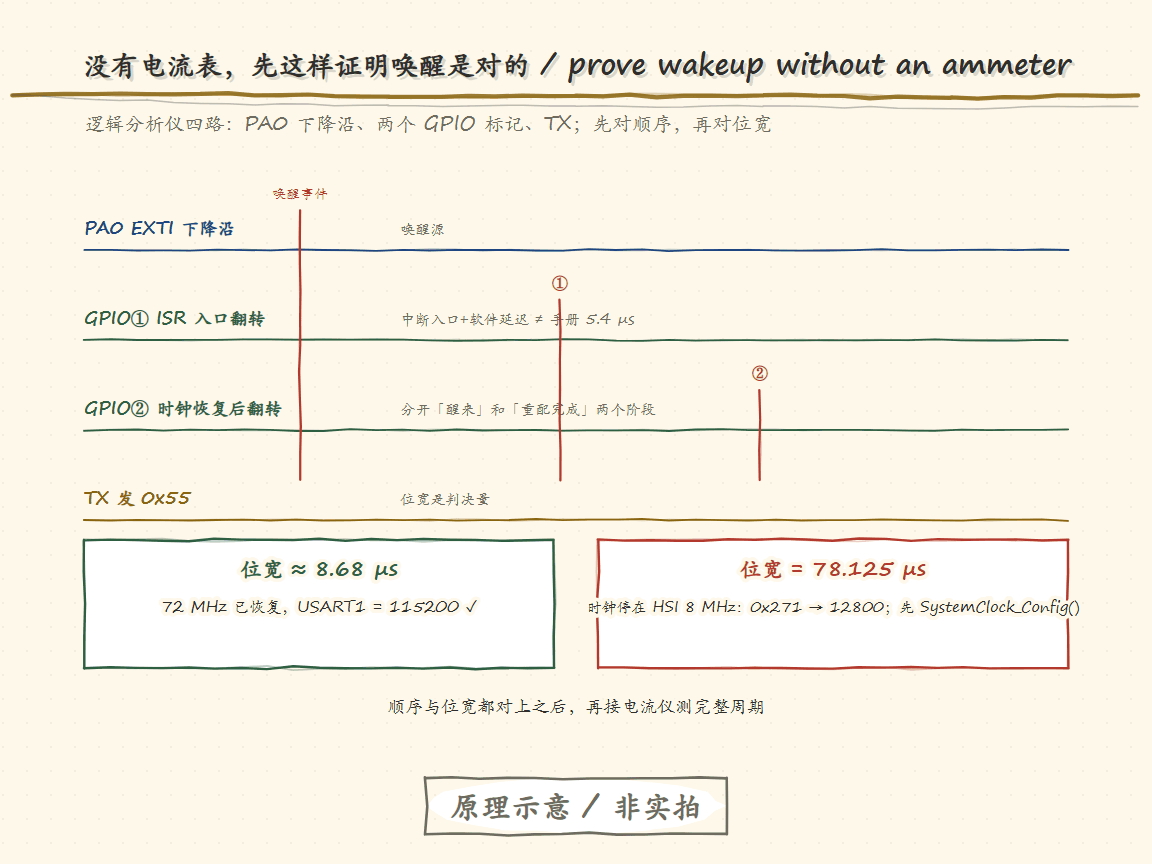 没有电流表，先这样证明唤醒是对的 / prove wakeup without an ammeter
逻辑分析仪四路：PA0 下降沿、两个 GPIO 标记、TX；先对顺序，再对位宽
唤醒事件
PA0 EXTI 下降沿
唤醒源
①
GPIO① ISR 入口翻转
中断入口+软件延迟 ≠ 手册 5.4 µs
②
GPIO② 时钟恢复后翻转
分开「醒来」和「重配完成」两个阶段
TX 发 0x55
位宽是判决量
位宽 ≈ 8.68 µs
72 MHz 已恢复，USART1 = 115200 ✓
位宽 = 78.125 µs
时钟停在 HSI 8 MHz：0x271 → 12800；先 SystemClock_Config()
顺序与位宽都对上之后，再接电流仪测完整周期
原理示意 / 非实拍